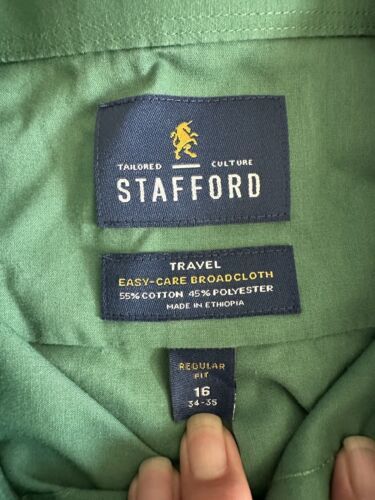 TAILORED CULTURE
STAFFORD
TRAVEL
EASY-CARE BROADCLOTH
55% COTTON 45% POLYESTER
MADE IN ETHIOPIA
REGULAR
FIT
16
34-35